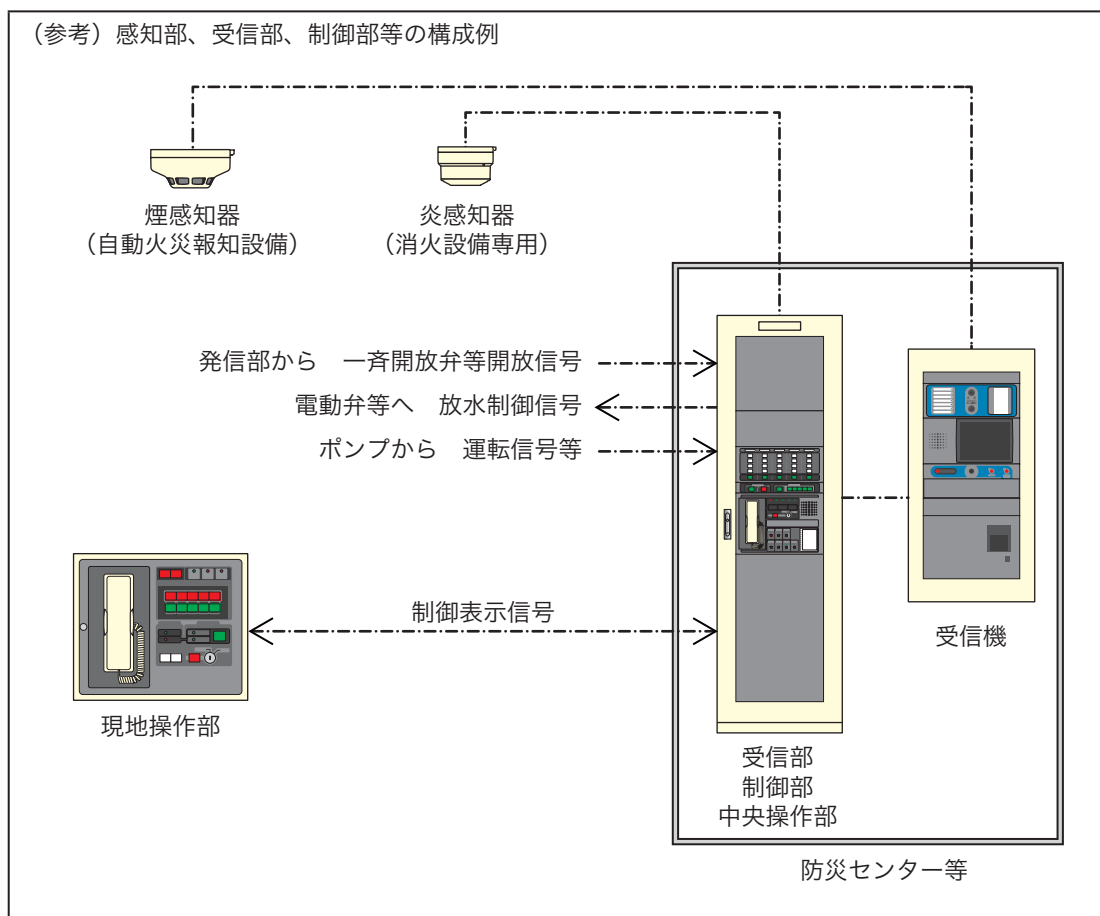 （参考）感知部、受信部、制御部等の構成例
煙感知器
（自動火災報知設備）
炎感知器
（消火設備専用）
発信部から　一斉開放弁等開放信号
電動弁等へ　放水制御信号
ポンプから　運転信号等
制御表示信号
現地操作部
受信機
受信部
制御部
中央操作部
防災センター等